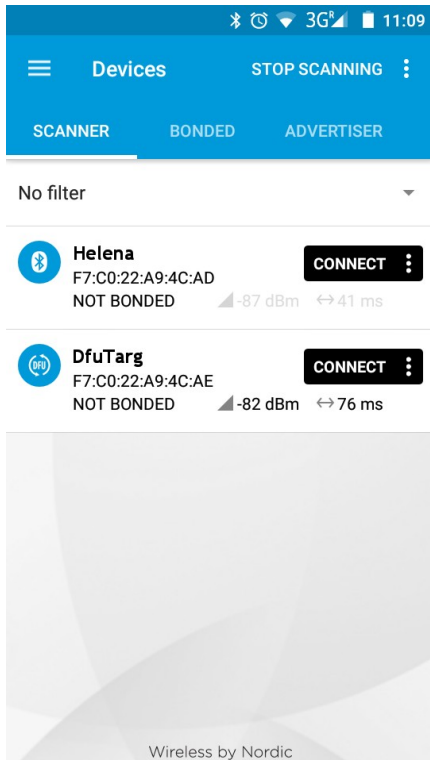 3G R 11:09
Devices STOP SCANNING
SCANNER BONDED ADVERTISER
No filter
Helena
F7:C0:22:A9:4C:AD
CONNECT
NOT BONDED -87 dBm 41 ms
DFU
DfuTarg
F7:C0:22:A9:4C:AE
CONNECT
NOT BONDED -82 dBm 76 ms
Wireless by Nordic